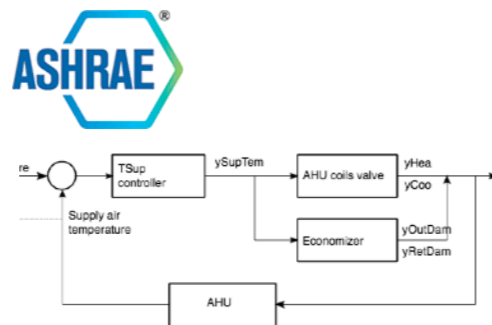 ASHRAE®
re
TSup
controller
ySupTem
AHU coils valve
yHea
yCoo
Supply air
temperature
Economizer
yOutDam
yRetDam
AHU